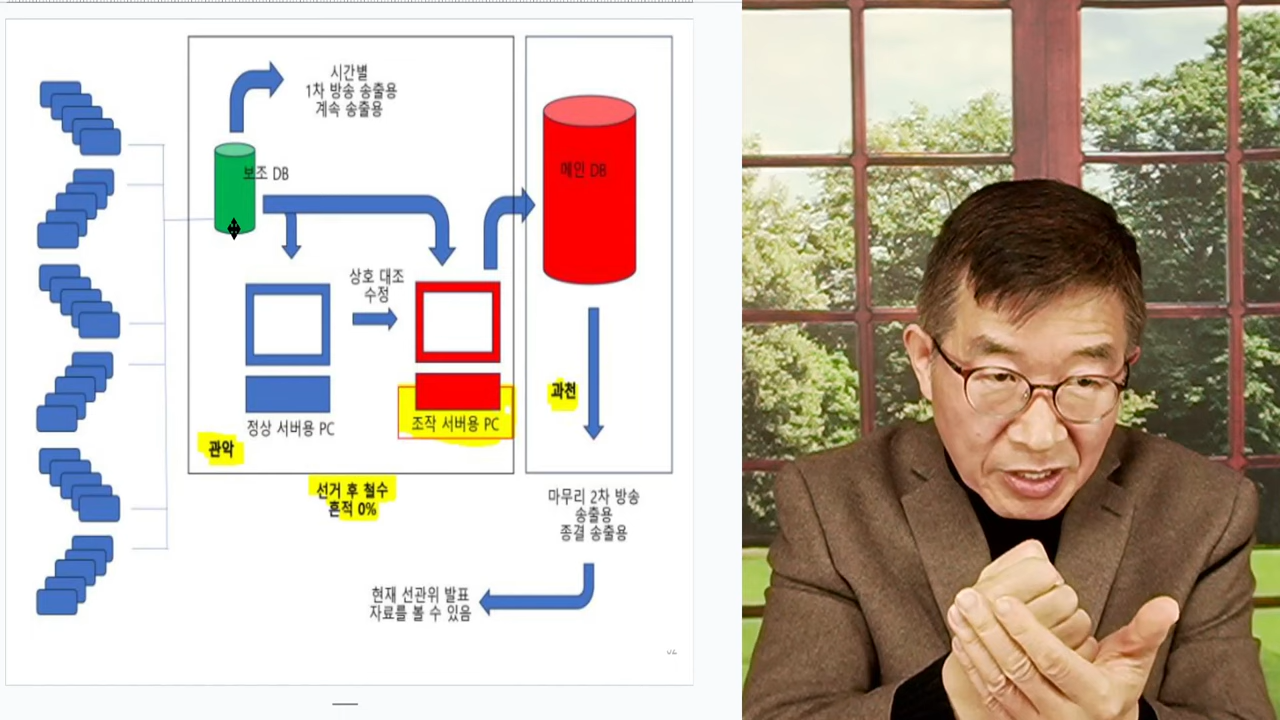 시간별
1차 방송 송출용
계속 송출용
보조 DB
메인 DB
상호 대조
수정
정상 서버용 PC
조작 서버용 PC
과천
관악
선거 후 철수
흔적 0%
마무리 2차 방송
송출용
종결 송출용
현재 선관위 발표
자료를 볼 수 있음